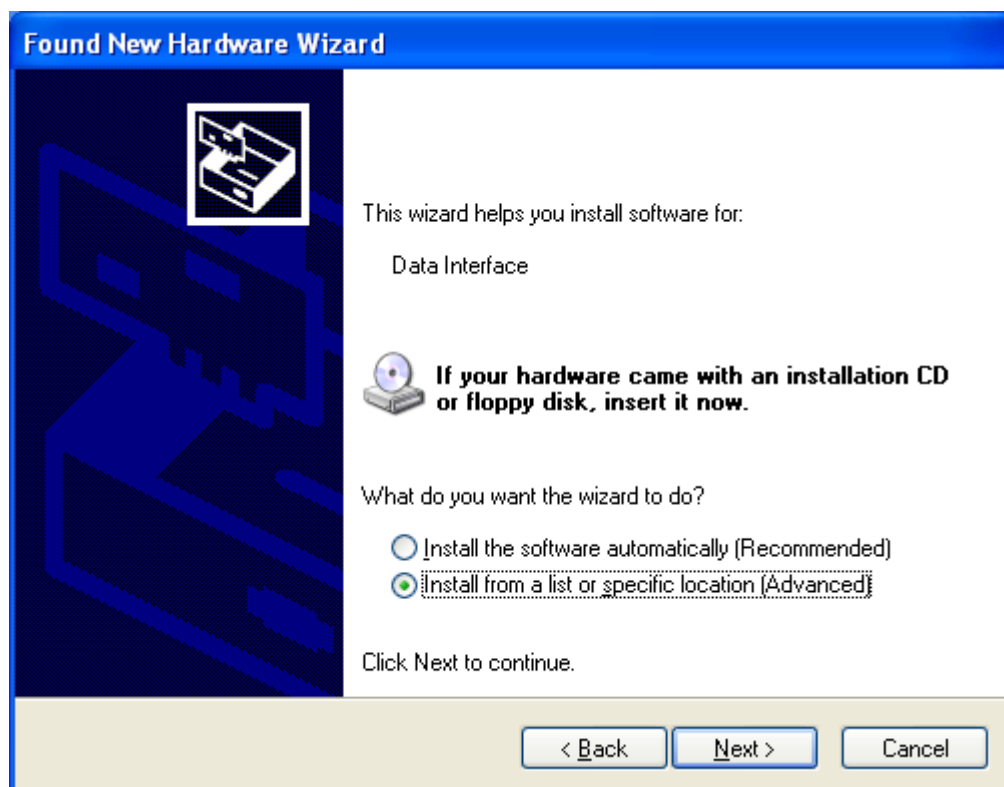 Found New Hardware Wizard
This wizard helps you install software for:
Data Interface
If your hardware came with an installation CD
or floppy disk, insert it now.
What do you want the wizard to do?
Install the software automatically (Recommended)
Install from a list or specific location (Advanced)
Click Next to continue.
< Back
Next >
Cancel